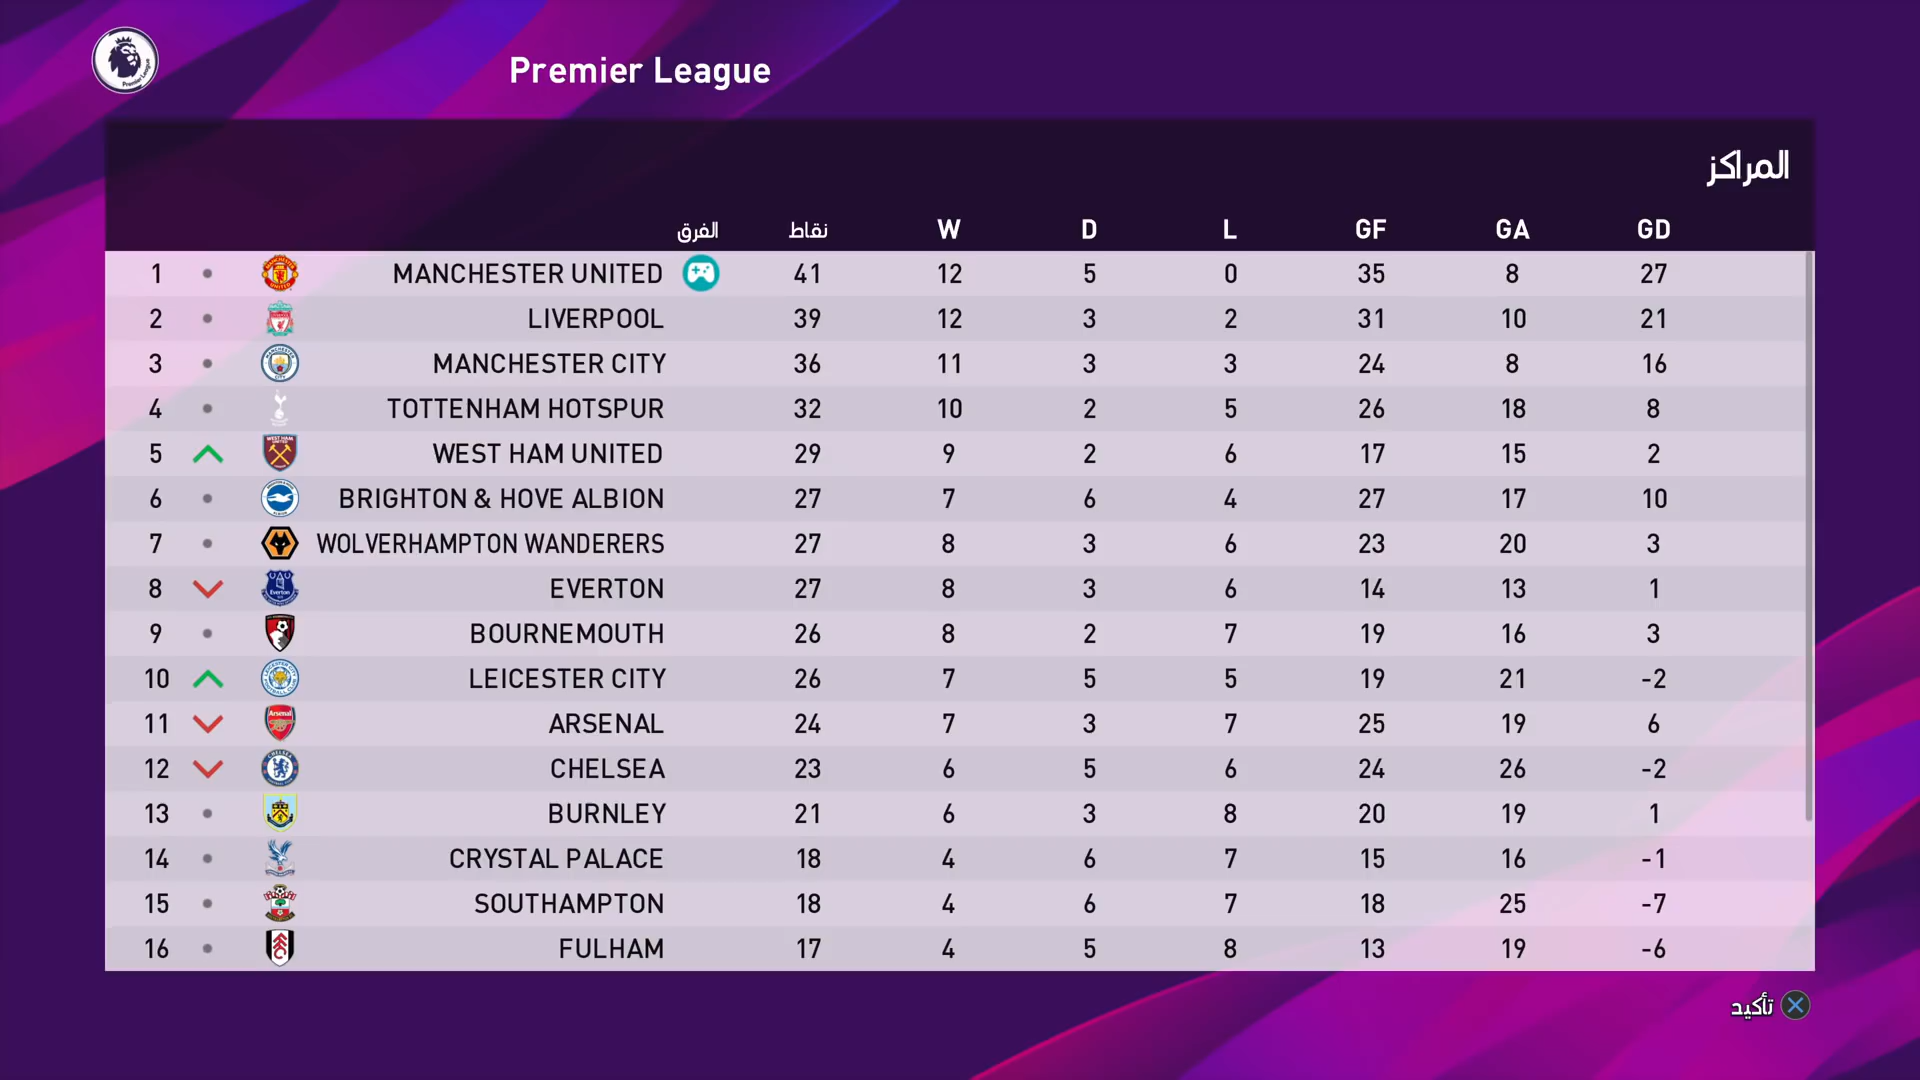 Premier League
المراكز
الفرق نقاط W D L GF GA GD
1 MANCHESTER UNITED 41 12 5 0 35 8 27
2 LIVERPOOL 39 12 3 2 31 10 21
3 MANCHESTER CITY 36 11 3 3 24 8 16
4 TOTTENHAM HOTSPUR 32 10 2 5 26 18 8
5 WEST HAM UNITED 29 9 2 6 17 15 2
6 BRIGHTON & HOVE ALBION 27 7 6 4 27 17 10
7 WOLVERHAMPTON WANDERERS 27 8 3 6 23 20 3
8 EVERTON 27 8 3 6 14 13 1
9 BOURNEMOUTH 26 8 2 7 19 16 3
10 LEICESTER CITY 26 7 5 5 19 21 -2
11 ARSENAL 24 7 3 7 25 19 6
12 CHELSEA 23 6 5 6 24 26 -2
13 BURNLEY 21 6 3 8 20 19 1
14 CRYSTAL PALACE 18 4 6 7 15 16 -1
15 SOUTHAMPTON 18 4 6 7 18 25 -7
16 FULHAM 17 4 5 8 13 19 -6
تأكيد